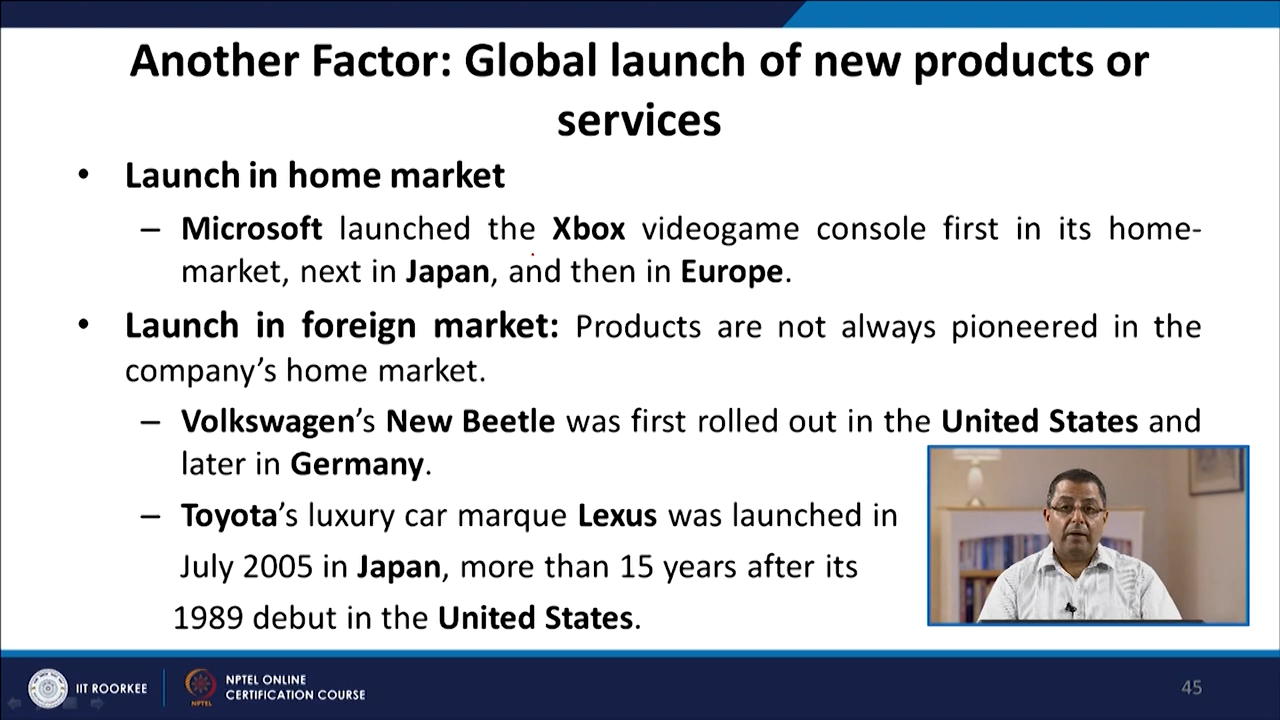 Another Factor: Global launch of new products or
services
• Launch in home market
– Microsoft launched the Xbox videogame console first in its home-
market, next in Japan, and then in Europe.
• Launch in foreign market: Products are not always pioneered in the
company’s home market.
– Volkswagen’s New Beetle was first rolled out in the United States and
later in Germany.
– Toyota’s luxury car marque Lexus was launched in
July 2005 in Japan, more than 15 years after its
1989 debut in the United States.
IIT ROORKEE
NPTEL
NPTEL ONLINE
CERTIFICATION COURSE
45